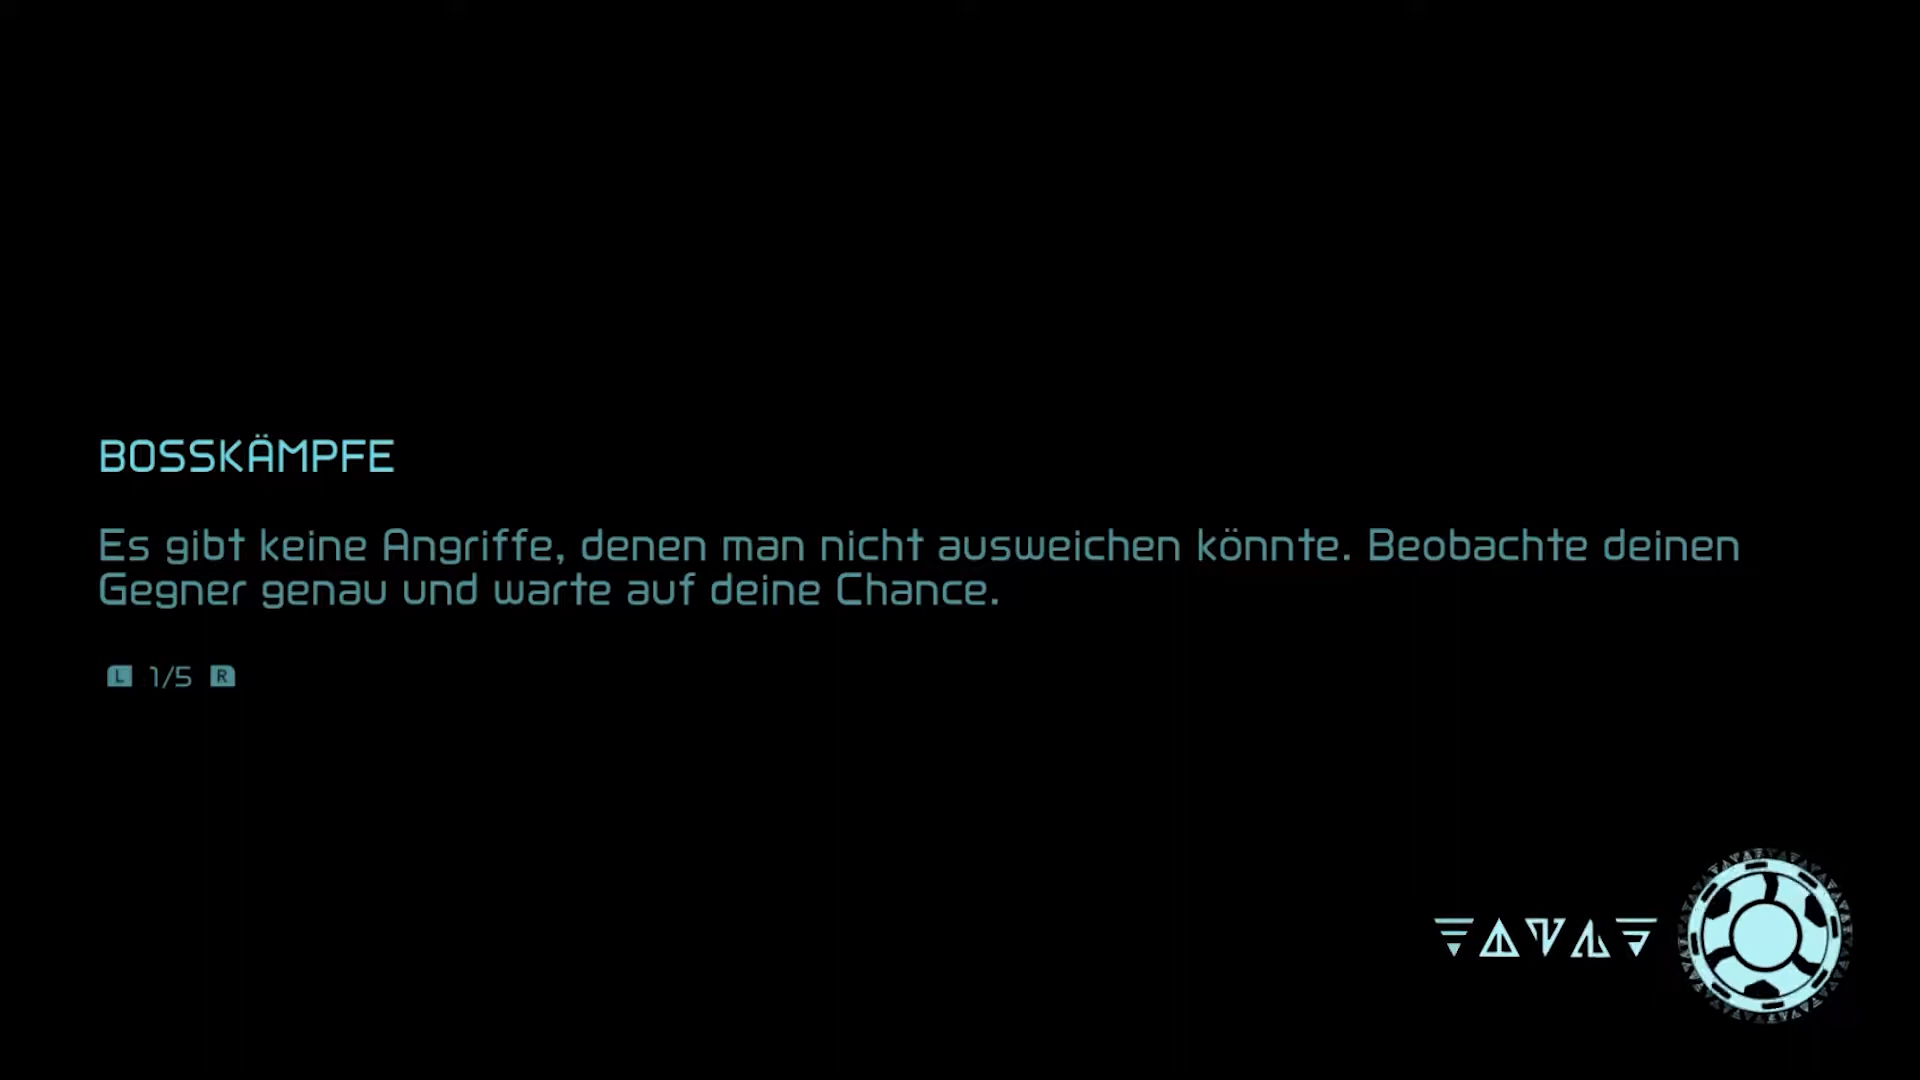 BOSSKÄMPFE
Es gibt keine Angriffe, denen man nicht ausweichen könnte. Beobachte deinen
Gegner genau und warte auf deine Chance.
L 1/5 R